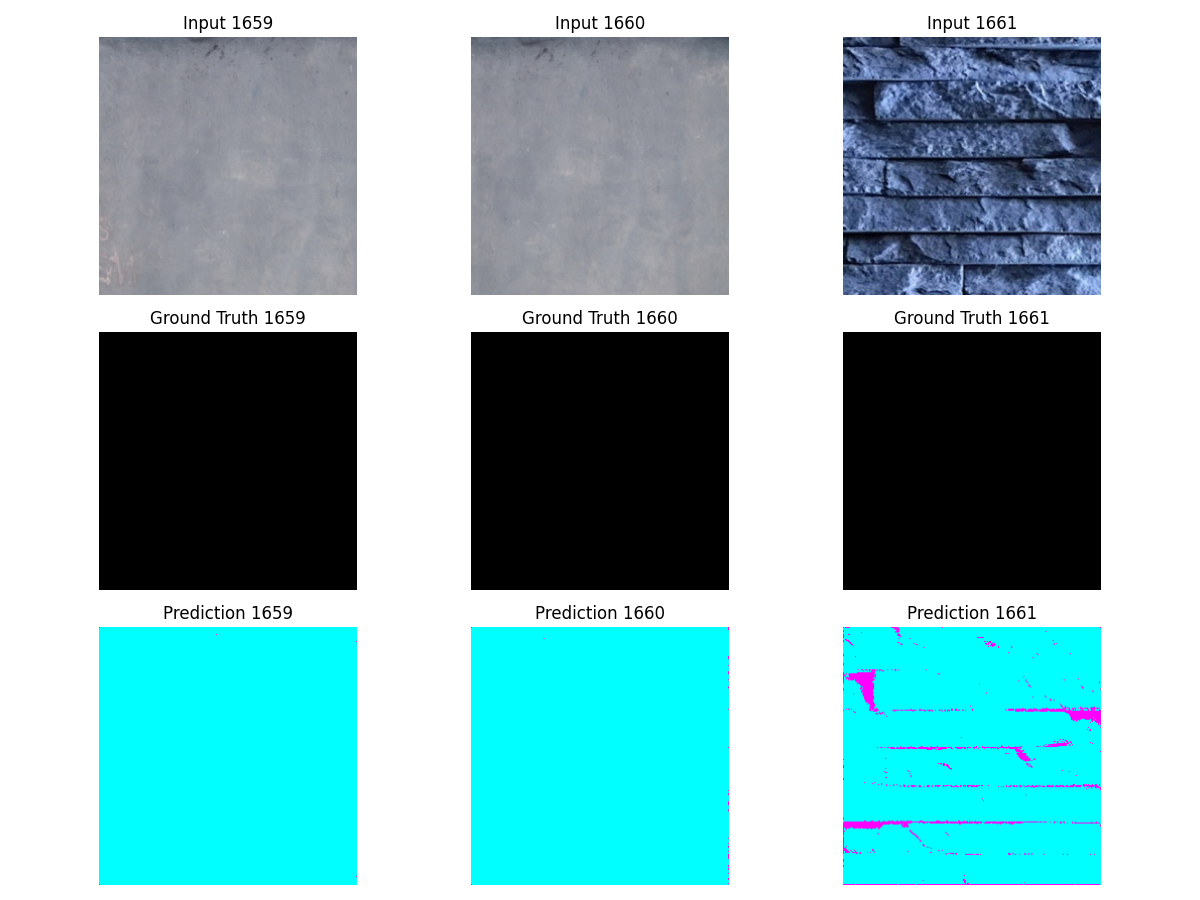 Input 1659
Input 1660
Input 1661
Ground Truth 1659
Ground Truth 1660
Ground Truth 1661
Prediction 1659
Prediction 1660
Prediction 1661